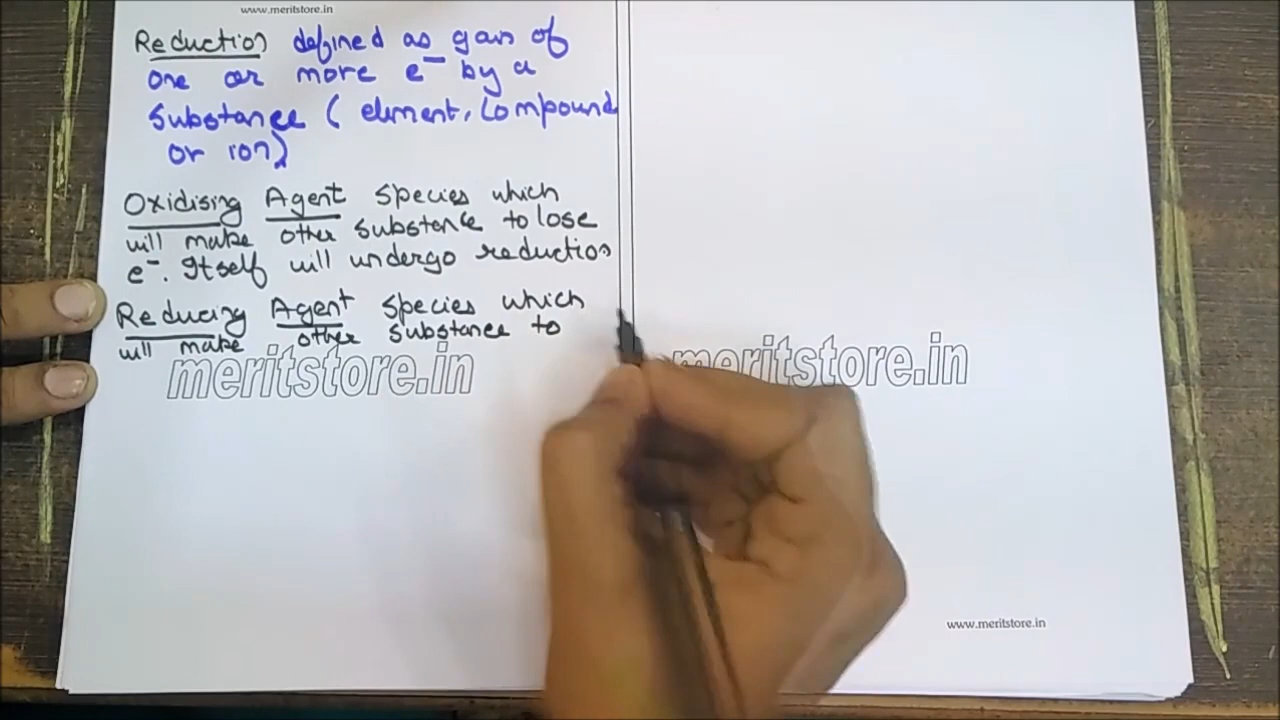 www.meritstore.in
Reduction defined as gain of
one or more e⁻ by a
substance ( element, compound
or ion)
Oxidising Agent species which
will make other substance to lose
e⁻. Itself will undergo reduction
Reducing Agent species which
will make other substance to
meritstore.in
meritstore.in
www.meritstore.in